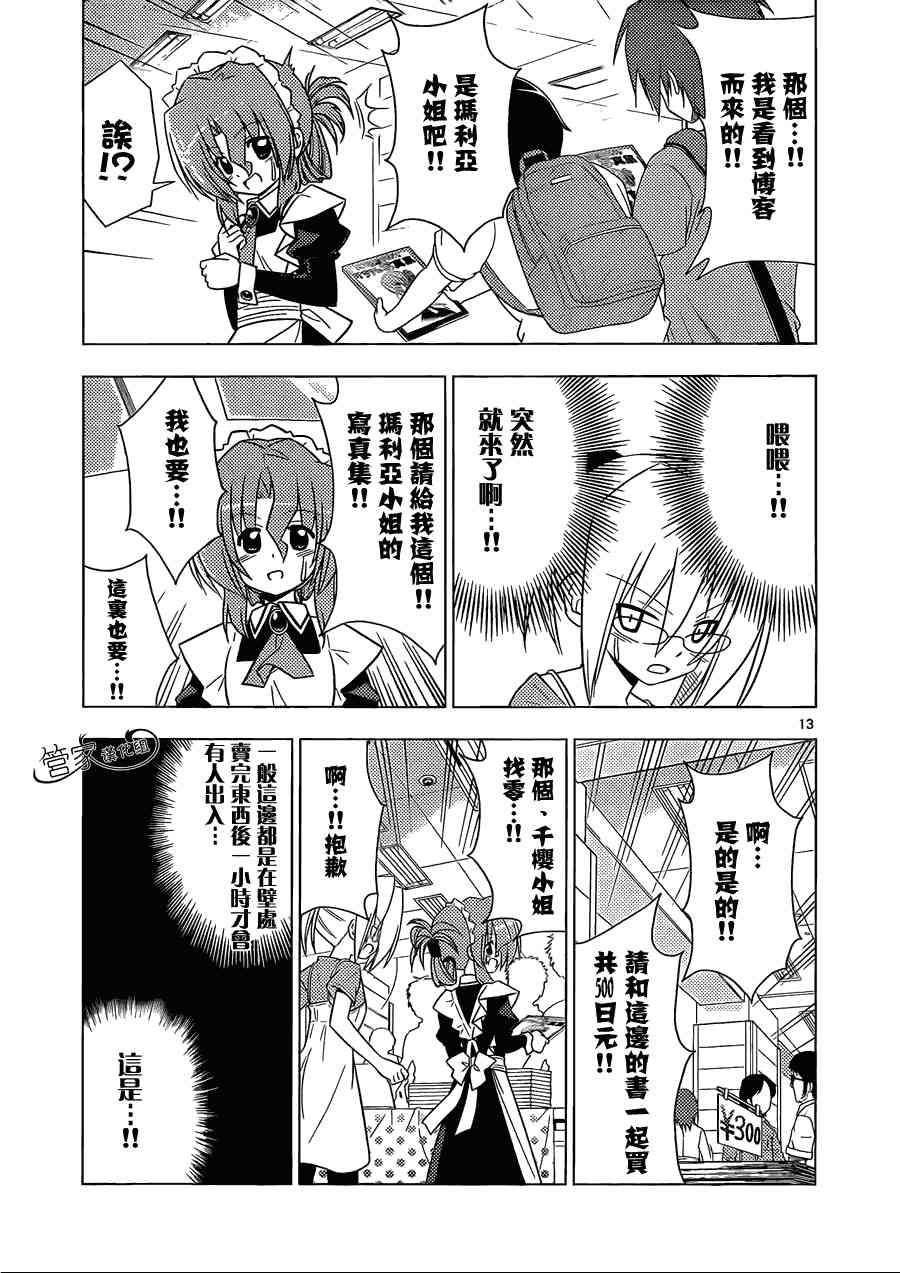 那個…!!
我是看到博客
而來的!!
是瑪利亞
小姐吧!!
誒!?
喂喂…!!
突然
就來了啊…!!
那個請給我這個!!
瑪利亞小姐的
寫真集!!
我也要…!!
這裏也要…!!
13
啊…
是的是的!!
請和這邊的書一起買
共500日元!!
¥300
那個、千櫻小姐
找零…!!
啊…!!抱歉
一般這邊都是在壁處
賣完東西後一小時才會
有人出入…
這是…!!
管家漢化組